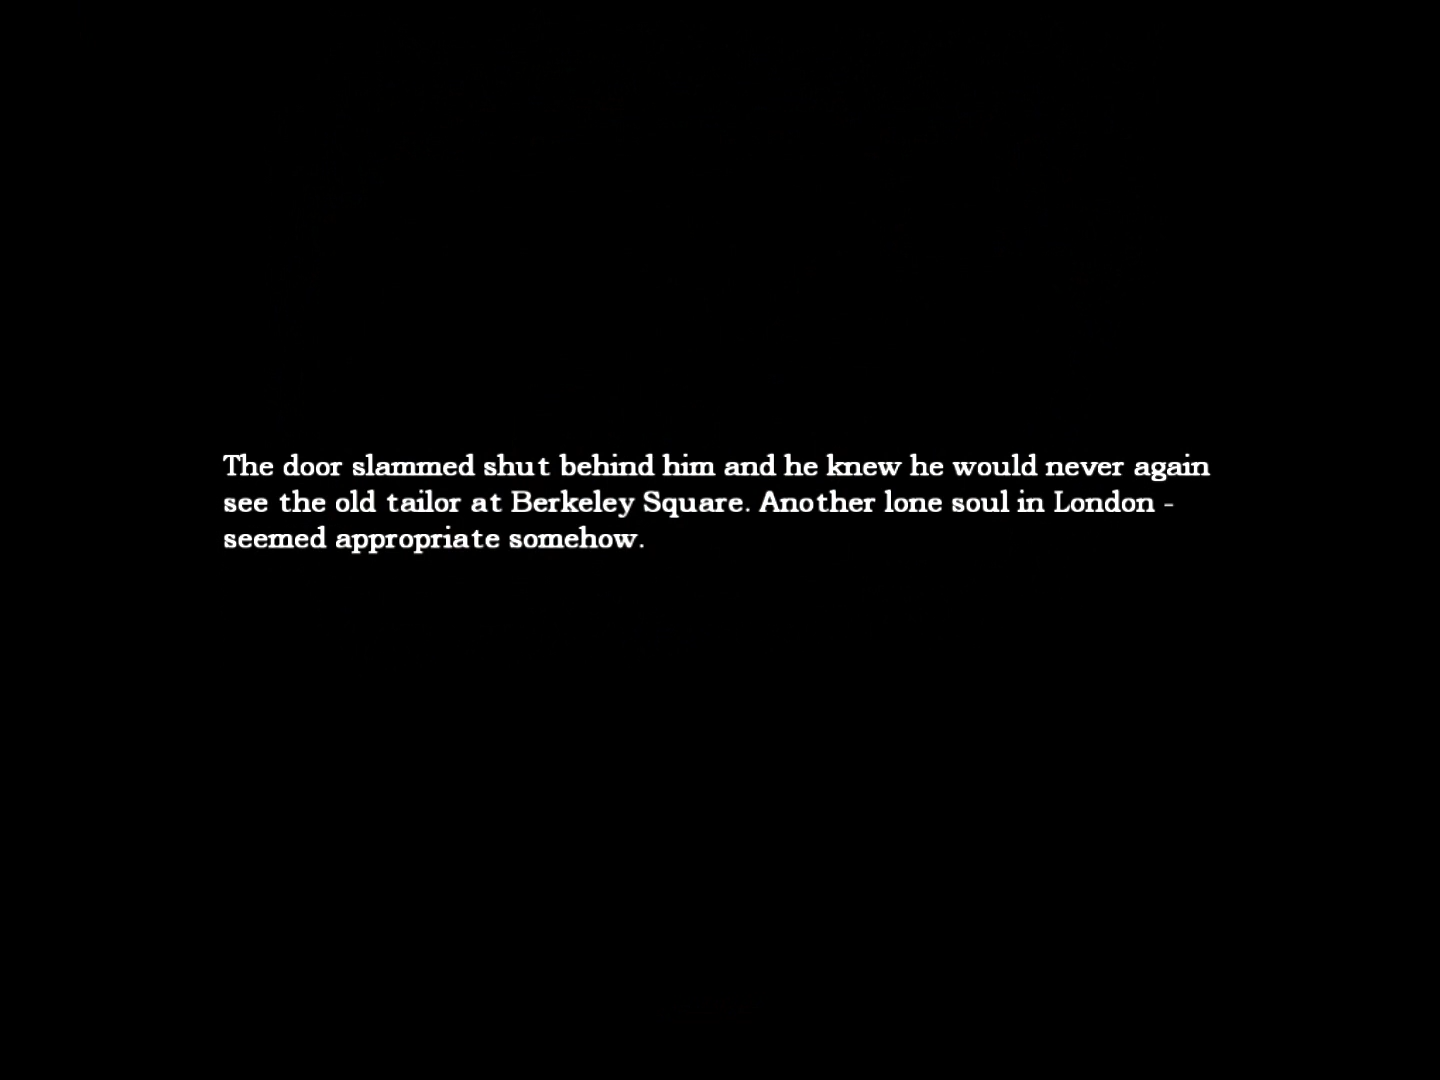 The door slammed shut behind him and he knew he would never again
see the old tailor at Berkeley Square. Another lone soul in London -
seemed appropriate somehow.